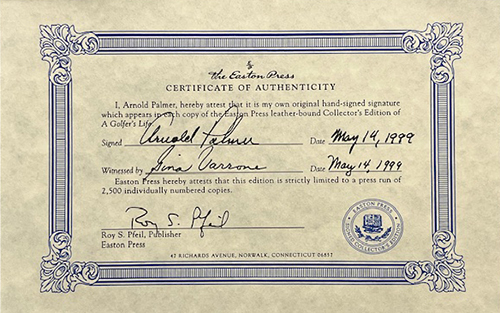 the Easton Press
CERTIFICATE OF AUTHENTICITY
I, Arnold Palmer, hereby attest that it is my own original hand-signed signature
which appears in each copy of the Easton Press leather-bound Collector's Edition of
A Golfer's Life.
Signed Arnold Palmer Date May 14, 1999
Witnessed by Gina Varrone Date May 14, 1999
Easton Press hereby attests that this edition is strictly limited to a press run of
2,500 individually numbered copies.
Roy S. Pfeil
Roy S. Pfeil, Publisher
Easton Press
EASTON PRESS
COLLECTOR'S EDITION
47 RICHARDS AVENUE, NORWALK, CONNECTICUT 06857